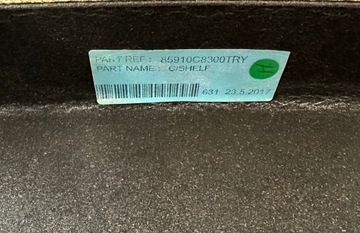 PART REF: 85910C8300TRY
PART NAME: C/SHELF
631 23.5.2017